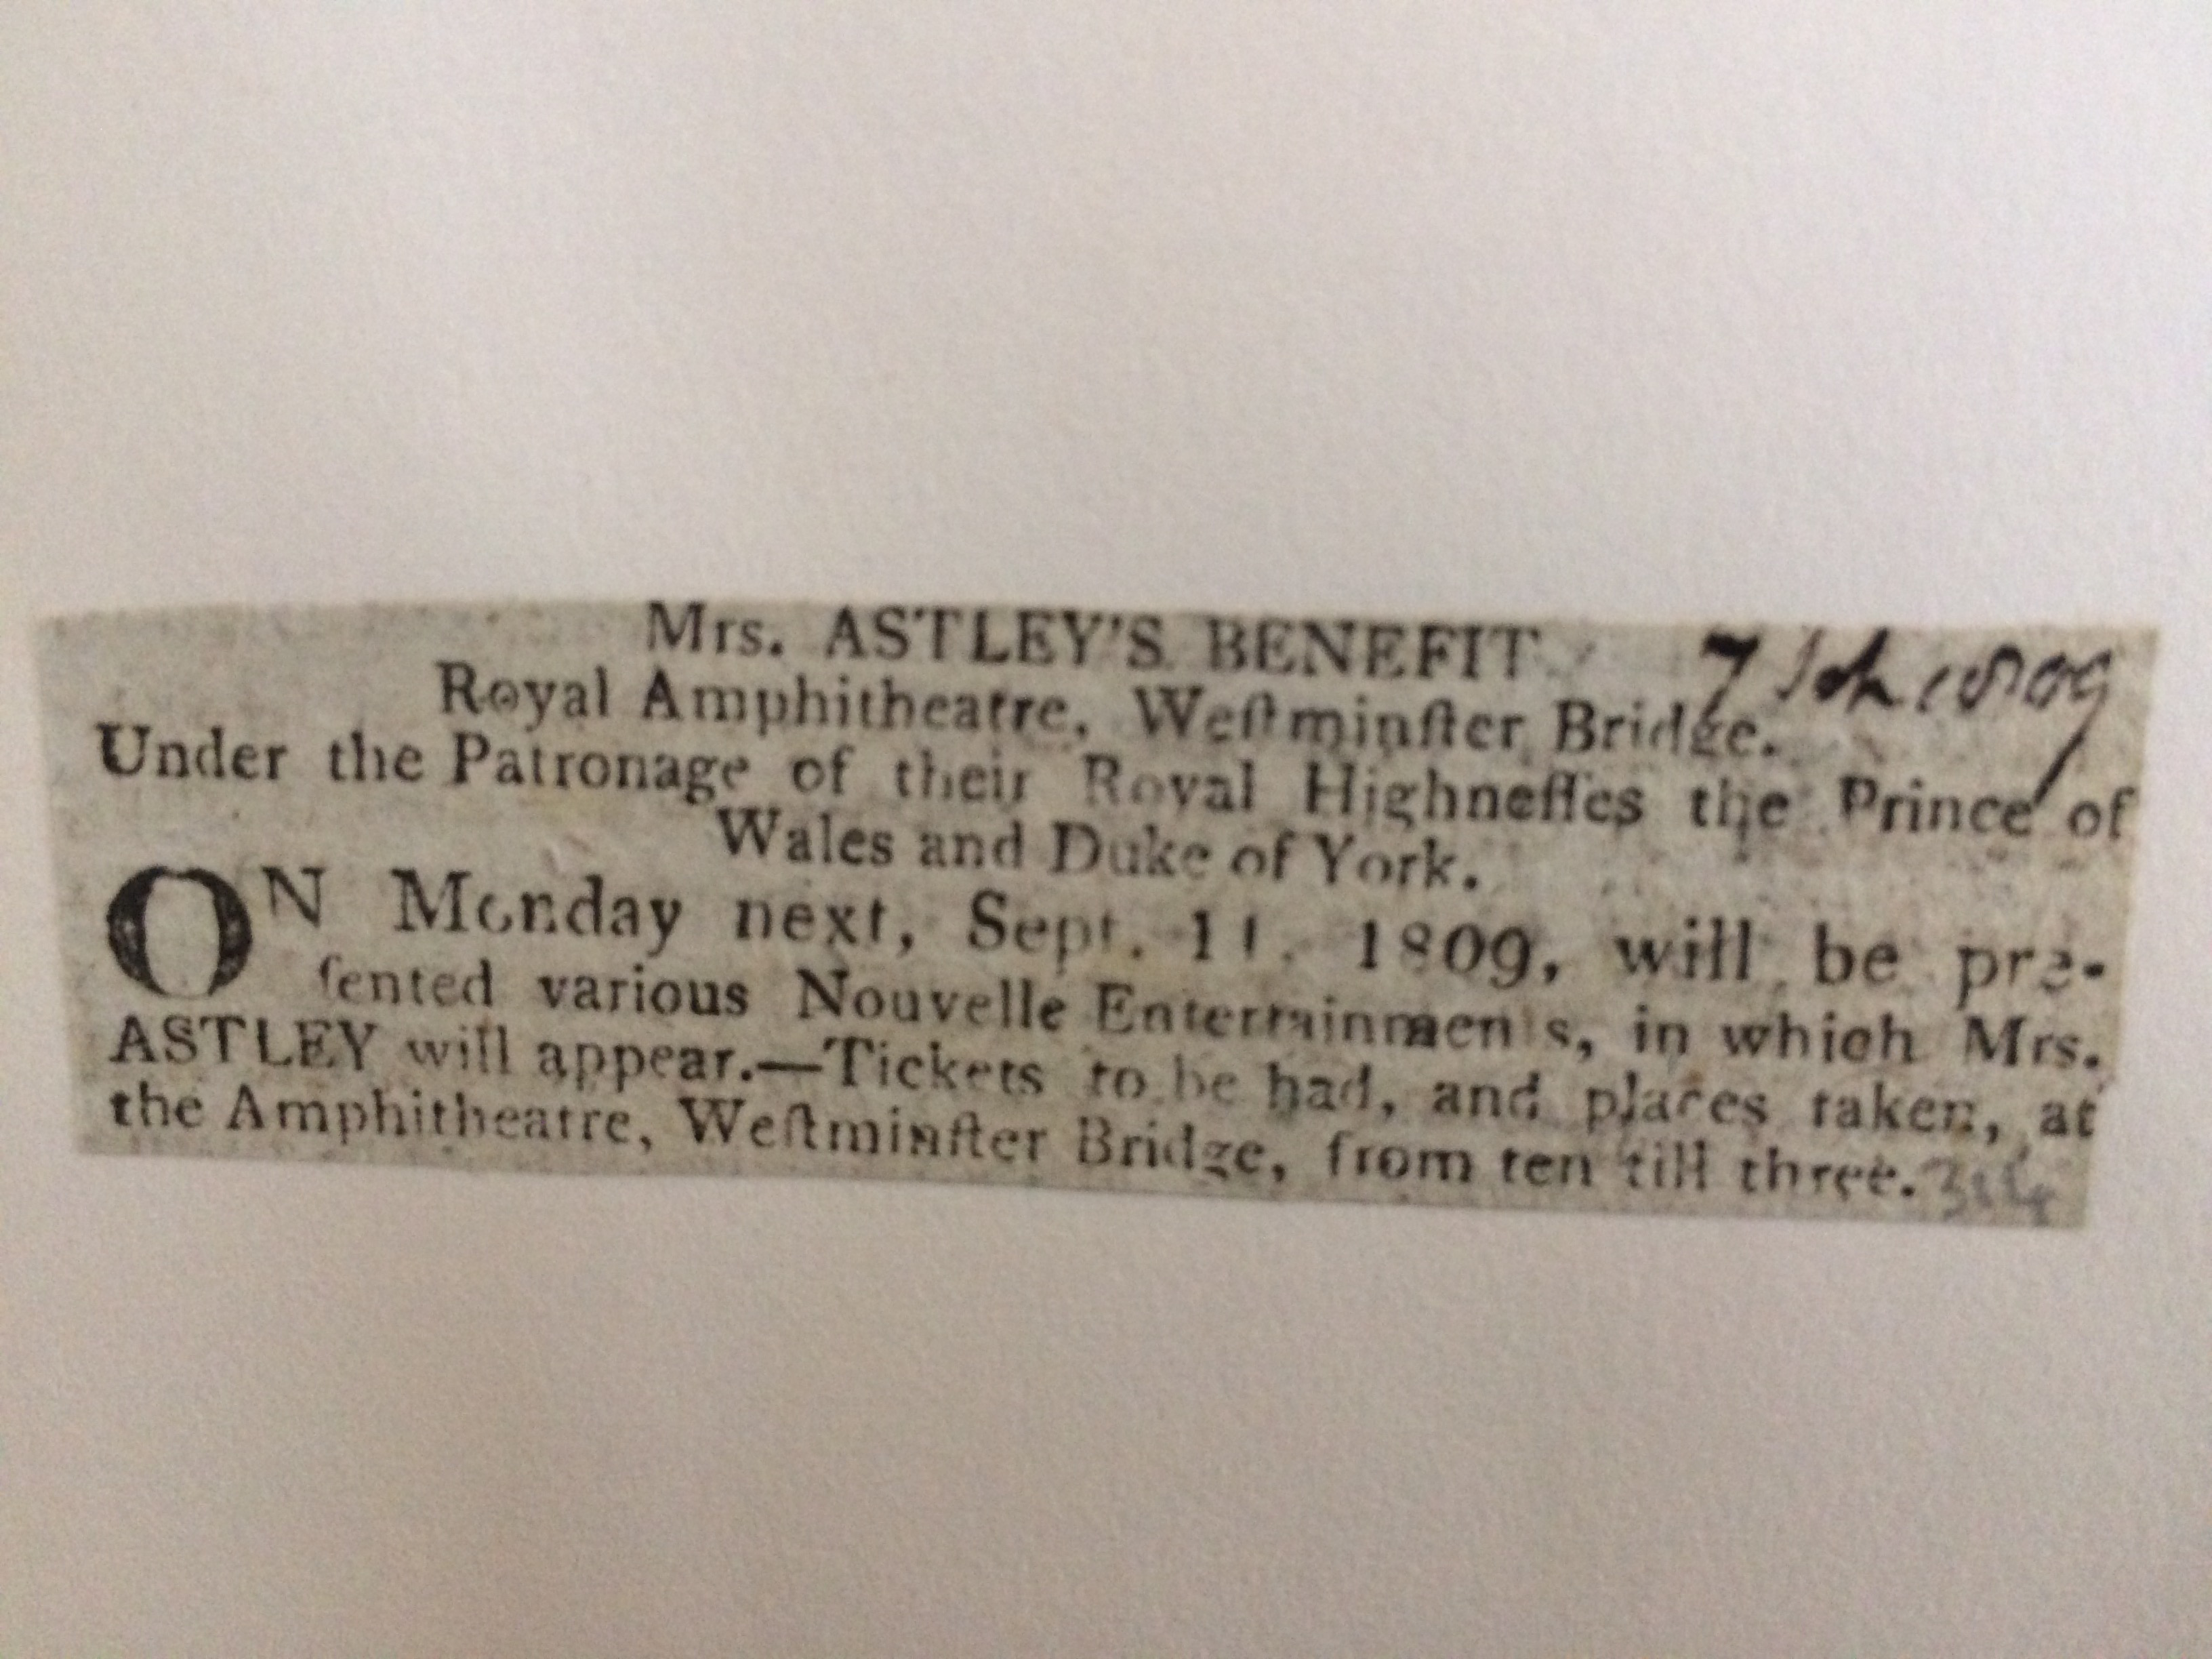 Mrs. ASTLEY'S BENEFIT
Royal Amphitheatre, Weſtminſter Bridge.
Under the Patronage of their Royal Highneſſes the Prince of
Wales and Duke of York.
ON Monday next, Sept. 11, 1809, will be pre-
ſented various Nouvelle Entertainments, in which Mrs.
ASTLEY will appear.—Tickets to be had, and places taken, at
the Amphitheatre, Weſtminſter Bridge, from ten till three.
7 1809